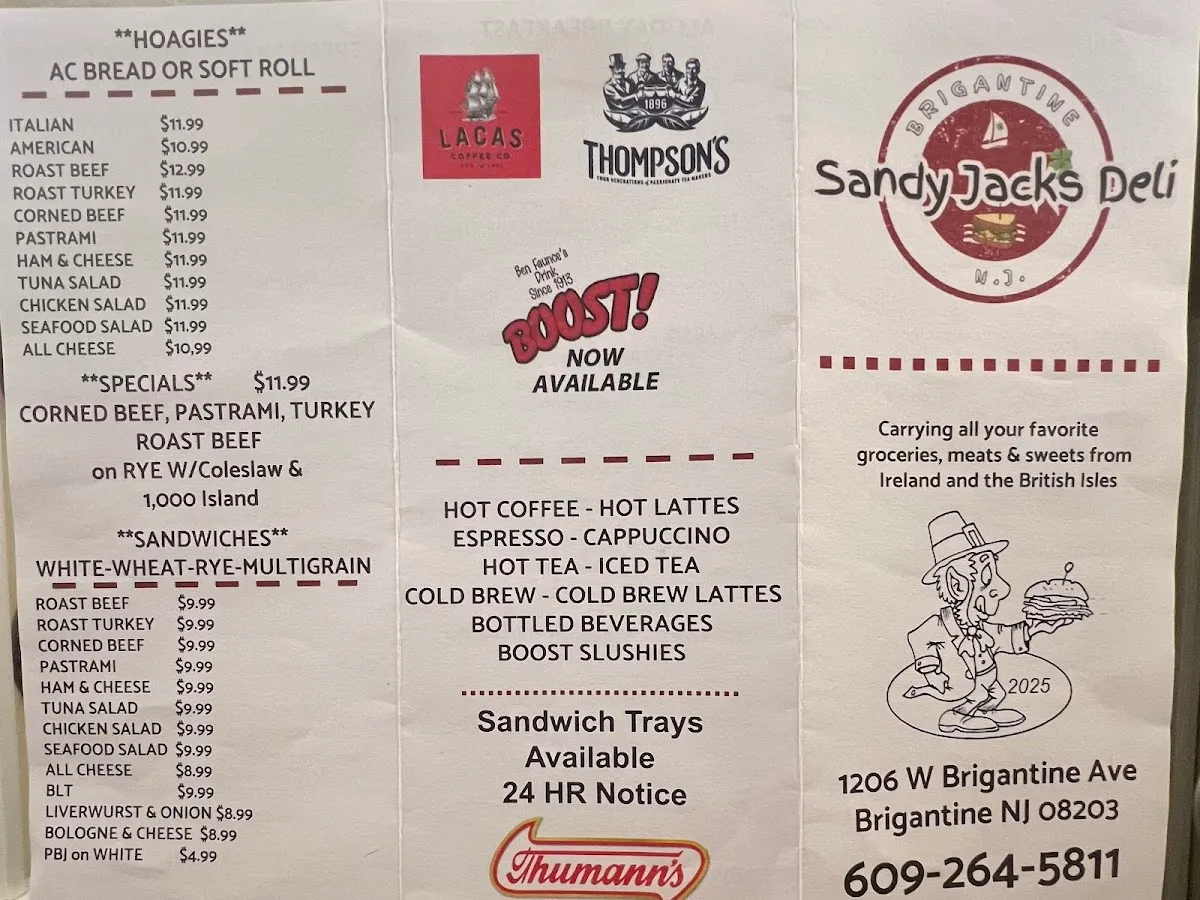 **HOAGIES**
AC BREAD OR SOFT ROLL
ITALIAN $11.99
AMERICAN $10.99
ROAST BEEF $12.99
ROAST TURKEY $11.99
CORNED BEEF $11.99
PASTRAMI $11.99
HAM & CHEESE $11.99
TUNA SALAD $11.99
CHICKEN SALAD $11.99
SEAFOOD SALAD $11.99
ALL CHEESE $10,99
**SPECIALS** $11.99
CORNED BEEF, PASTRAMI, TURKEY
ROAST BEEF
on RYE W/Coleslaw &
1,000 Island
**SANDWICHES**
WHITE-WHEAT-RYE-MULTIGRAIN
ROAST BEEF $9.99
ROAST TURKEY $9.99
CORNED BEEF $9.99
PASTRAMI $9.99
HAM & CHEESE $9.99
TUNA SALAD $9.99
CHICKEN SALAD $9.99
SEAFOOD SALAD $9.99
ALL CHEESE $8.99
BLT $9.99
LIVERWURST & ONION $8.99
BOLOGNE & CHEESE $8.99
PBJ on WHITE $4.99
LACAS
COFFEE CO
1896
THOMPSON'S
FOUR GENERATIONS of PASSIONATE TEA MAKERS
Ben Faunce's
Drink
Since 1913
BOOST!
NOW
AVAILABLE
HOT COFFEE - HOT LATTES
ESPRESSO - CAPPUCCINO
HOT TEA - ICED TEA
COLD BREW - COLD BREW LATTES
BOTTLED BEVERAGES
BOOST SLUSHIES
Sandwich Trays
Available
24 HR Notice
Thumann's
BRIGANTINE
Sandy Jack's Deli
N.J.
Carrying all your favorite
groceries, meats & sweets from
Ireland and the British Isles
2025
1206 W Brigantine Ave
Brigantine NJ 08203
609-264-5811